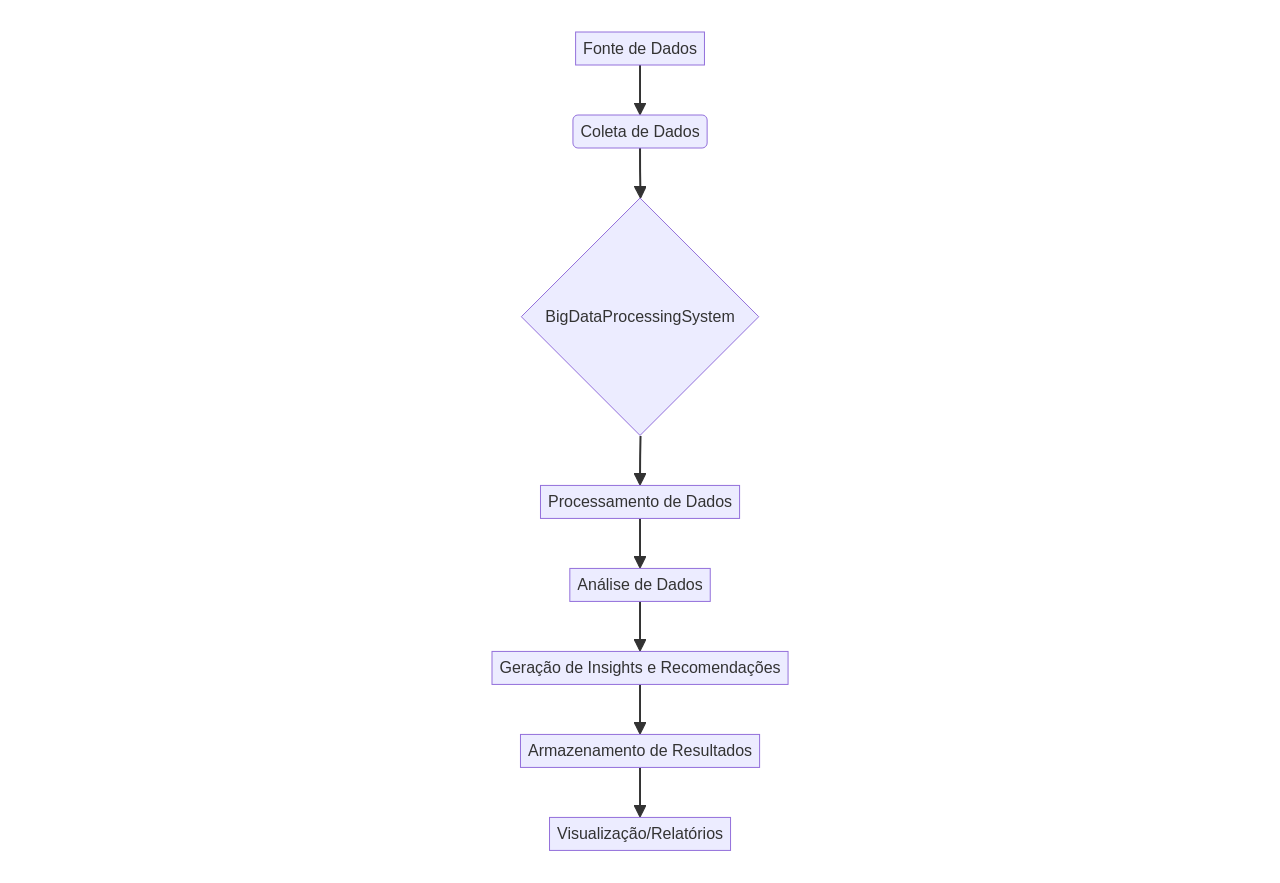 Fonte de Dados
Coleta de Dados
BigDataProcessingSystem
Processamento de Dados
Análise de Dados
Geração de Insights e Recomendações
Armazenamento de Resultados
Visualização/Relatórios